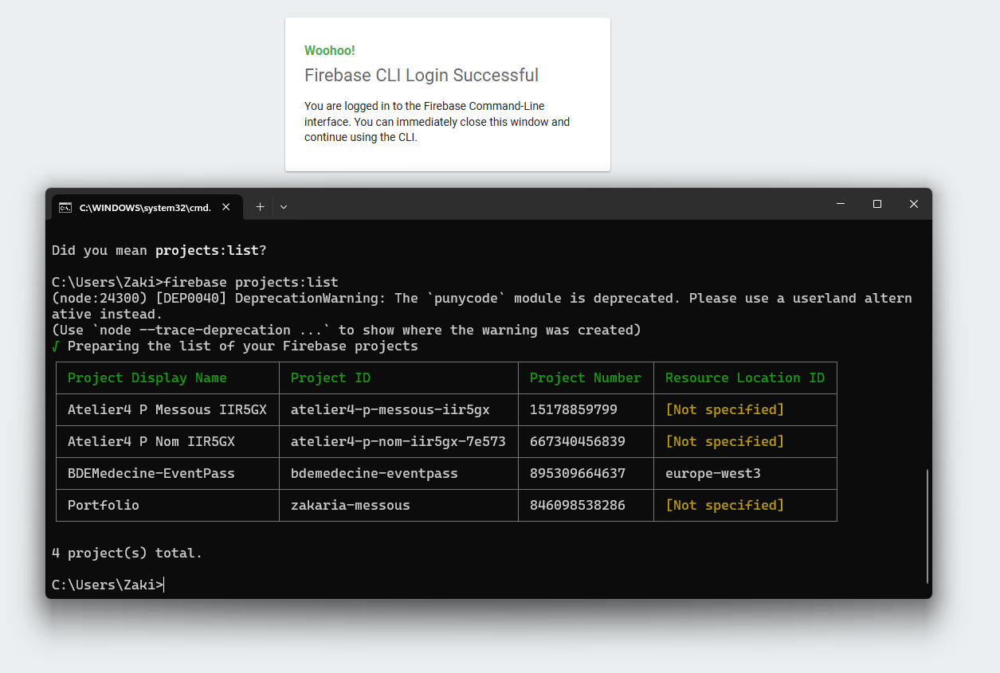 Woohoo!
Firebase CLI Login Successful
You are logged in to the Firebase Command-Line
interface. You can immediately close this window and
continue using the CLI.
C:\WINDOWS\system32\cmd.
Did you mean projects:list?
C:\Users\Zaki>firebase projects:list
(node:24300) [DEP0040] DeprecationWarning: The `punycode` module is deprecated. Please use a userland altern
ative instead.
(Use `node --trace-deprecation ...` to show where the warning was created)
√ Preparing the list of your Firebase projects
Project Display Name Project ID Project Number Resource Location ID
Atelier4 P Messous IIR5GX atelier4-p-messous-iir5gx 15178859799 [Not specified]
Atelier4 P Nom IIR5GX atelier4-p-nom-iir5gx-7e573 667340456839 [Not specified]
BDEMedecine-EventPass bdemedecine-eventpass 895309664637 europe-west3
Portfolio zakaria-messous 846098538286 [Not specified]
4 project(s) total.
C:\Users\Zaki>